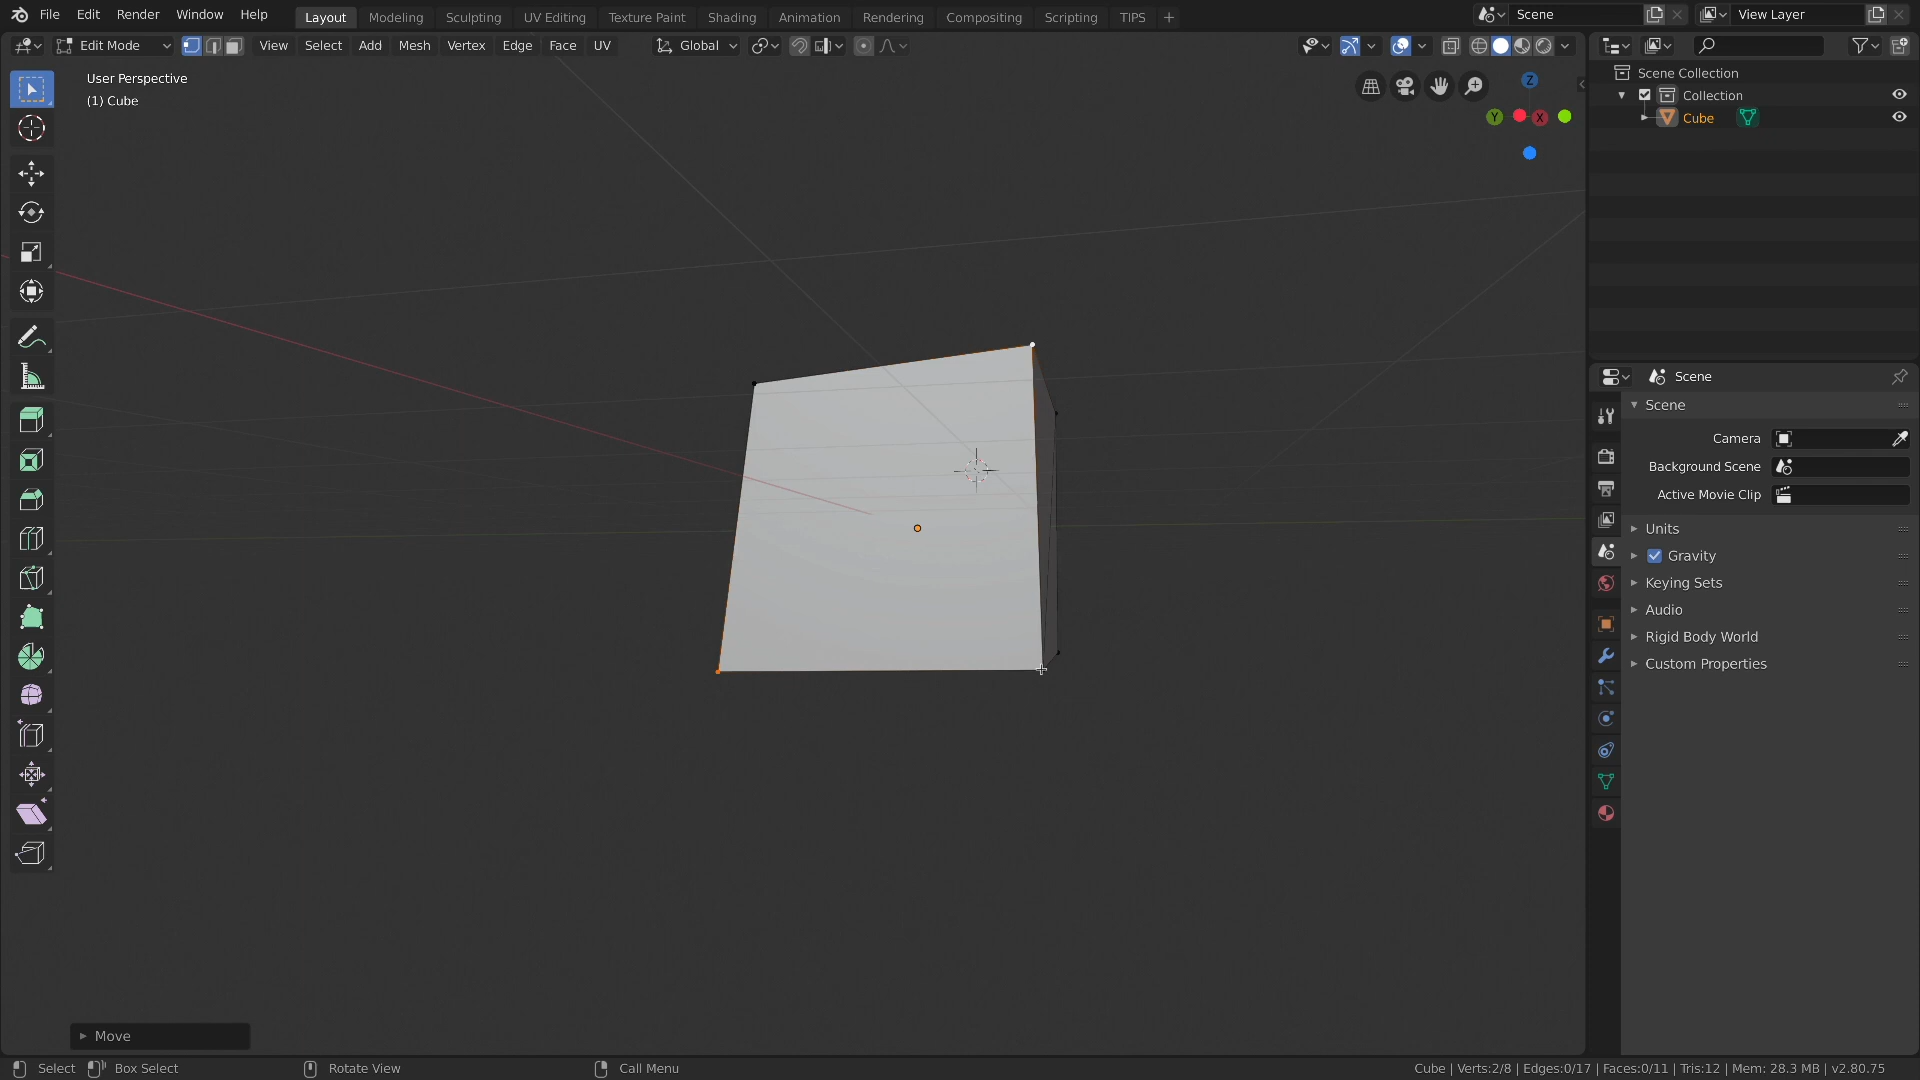 File Edit Render Window Help Layout Modeling Sculpting UV Editing Texture Paint Shading Animation Rendering Compositing Scripting TIPS Scene View Layer
Edit Mode View Select Add Mesh Vertex Edge Face UV Global
User Perspective
(1) Cube
Z
Y X
Scene Collection
Collection
Cube
Scene
Scene
Camera
Background Scene
Active Movie Clip
Units
Gravity
Keying Sets
Audio
Rigid Body World
Custom Properties
Move
Select Box Select Rotate View Call Menu Cube | Verts:2/8 | Edges:0/17 | Faces:0/11 | Tris:12 | Mem: 28.3 MB | v2.80.75